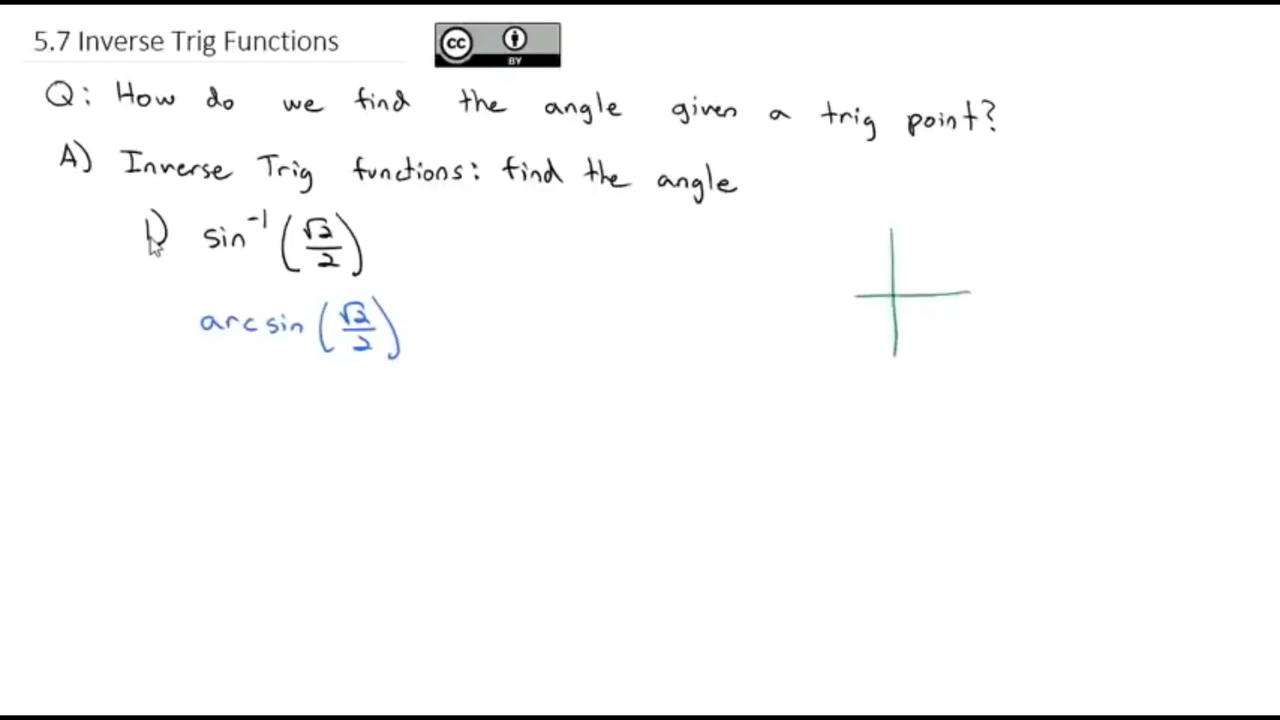 5.7 Inverse Trig Functions
cc BY
Q: How do we find the angle given a trig point?
A) Inverse Trig functions: find the angle
1) sin⁻¹ (√2/2)
arcsin (√2/2)